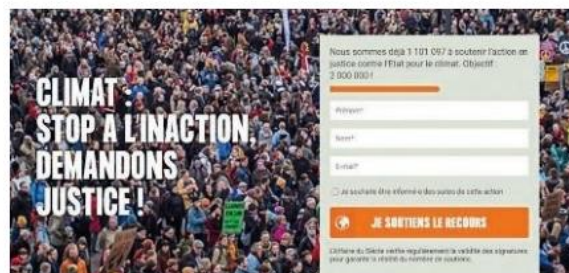 CLIMAT :
STOP A L'INACTION,
DEMANDONS
JUSTICE !
Nous sommes déjà 1 101 097 à soutenir l'action en
justice contre l'Etat pour le climat. Objectif :
2 000 000 !
Prénom*
Nom*
E-mail*
Je souhaite être informé.e des suites de cette action
JE SOUTIENS LE RECOURS
L'Affaire du Siècle vérifie régulièrement la validité des signatures
pour garantir la réalité du nombre de soutiens.